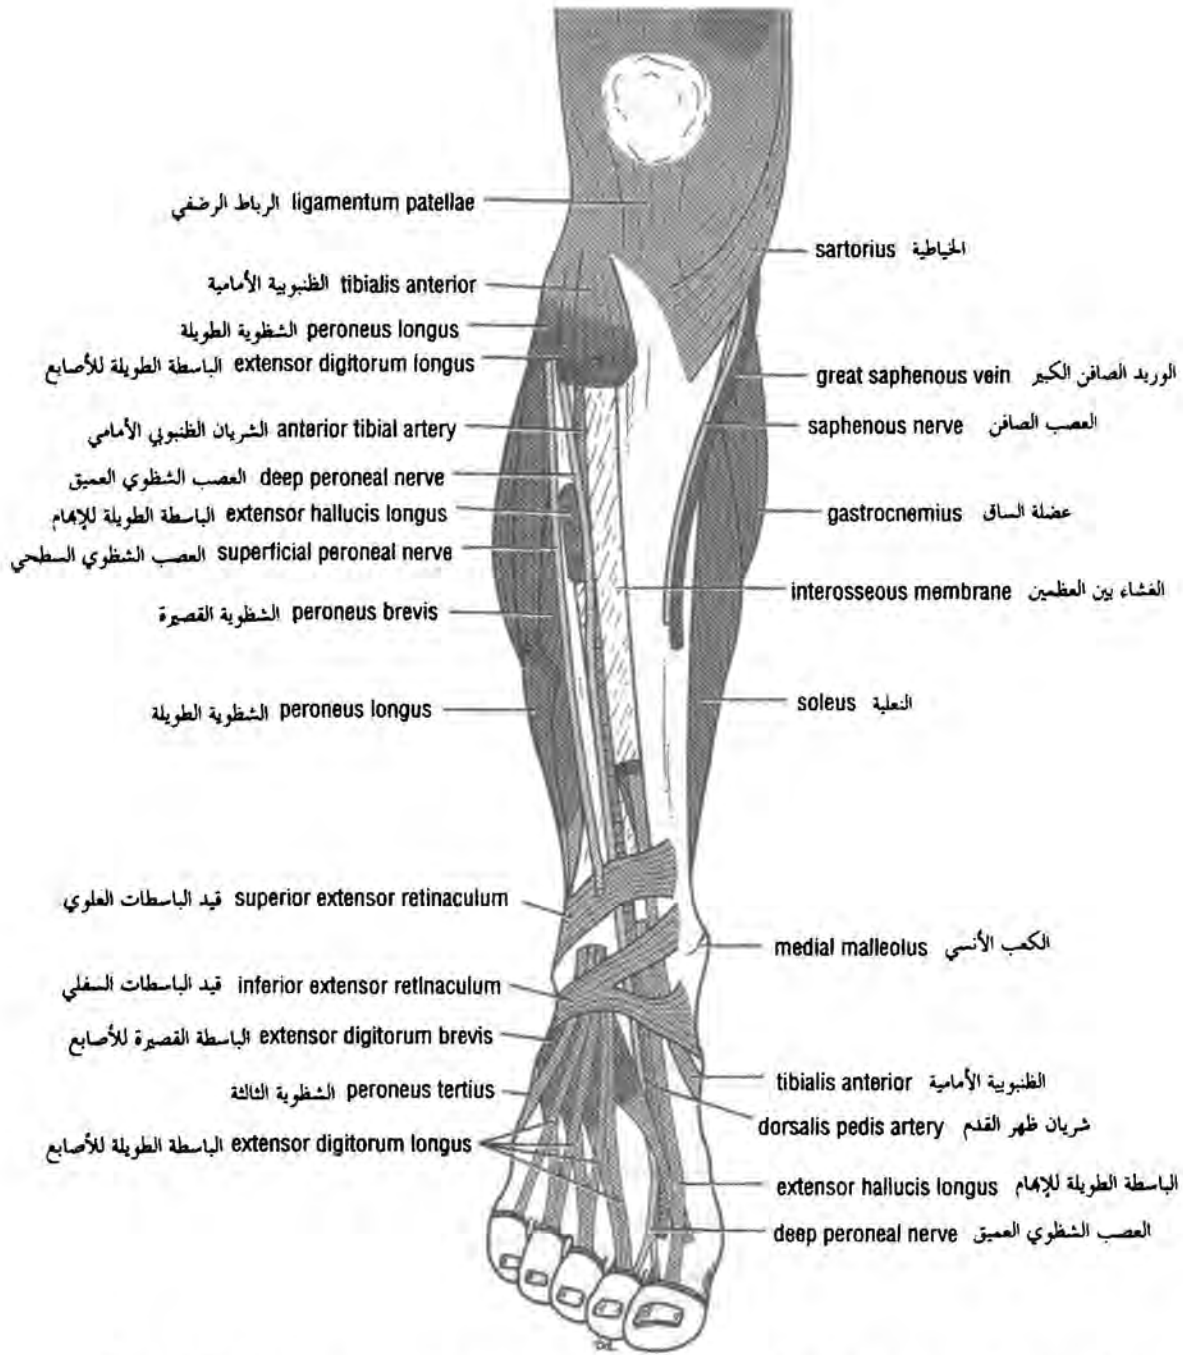 الرباط الرضفي ligamentum patellae
الظنبوبية الأمامية tibialis anterior
الشظوية الطويلة peroneus longus
الباسطة الطويلة للأصابع extensor digitorum longus
الشريان الظنبوبي الأمامي anterior tibial artery
العصب الشظوي العميق deep peroneal nerve
الباسطة الطويلة للإبهام extensor hallucis longus
العصب الشظوي السطحي superficial peroneal nerve
الشظوية القصيرة peroneus brevis
الشظوية الطويلة peroneus longus
قيد الباسطات العلوي superior extensor retinaculum
قيد الباسطات السفلي inferior extensor retinaculum
الباسطة القصيرة للأصابع extensor digitorum brevis
الشظوية الثالثة peroneus tertius
الباسطة الطويلة للأصابع extensor digitorum longus
sartorius الخياطية
great saphenous vein الوريد الصافن الكبير
saphenous nerve العصب الصافن
gastrocnemius عضلة الساق
interosseous membrane الغشاء بين العظمين
soleus النعلية
medial malleolus الكعب الأنسي
tibialis anterior الظنبوبية الأمامية
dorsalis pedis artery شريان ظهر القدم
extensor hallucis longus الباسطة الطويلة للإبهام
deep peroneal nerve العصب الشظوي العميق